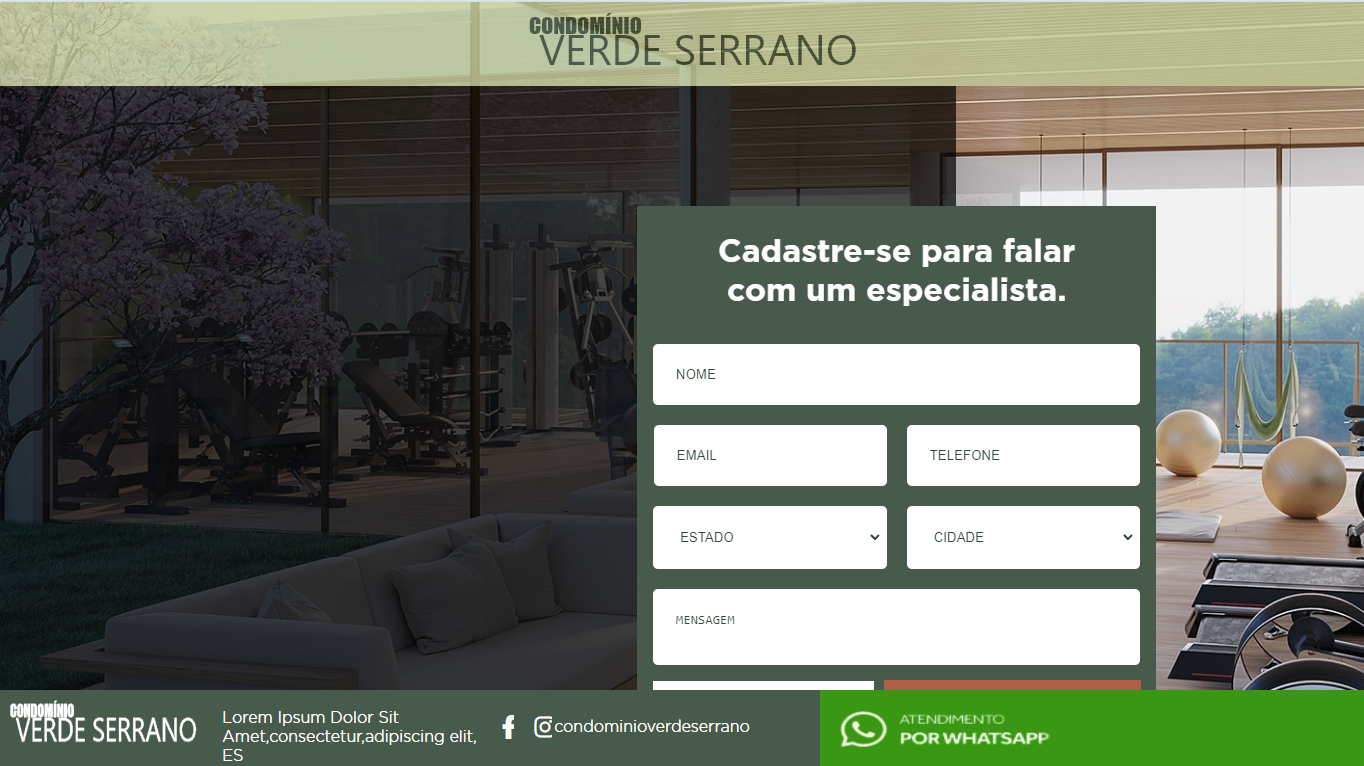 CONDOMÍNIO
VERDE SERRANO
Cadastre-se para falar
com um especialista.
NOME
EMAIL
TELEFONE
ESTADO
CIDADE
MENSAGEM
CONDOMÍNIO
VERDE SERRANO
Lorem Ipsum Dolor Sit
Amet,consectetur,adipiscing elit,
ES
condominioverdeserrano
ATENDIMENTO
POR WHATSAPP